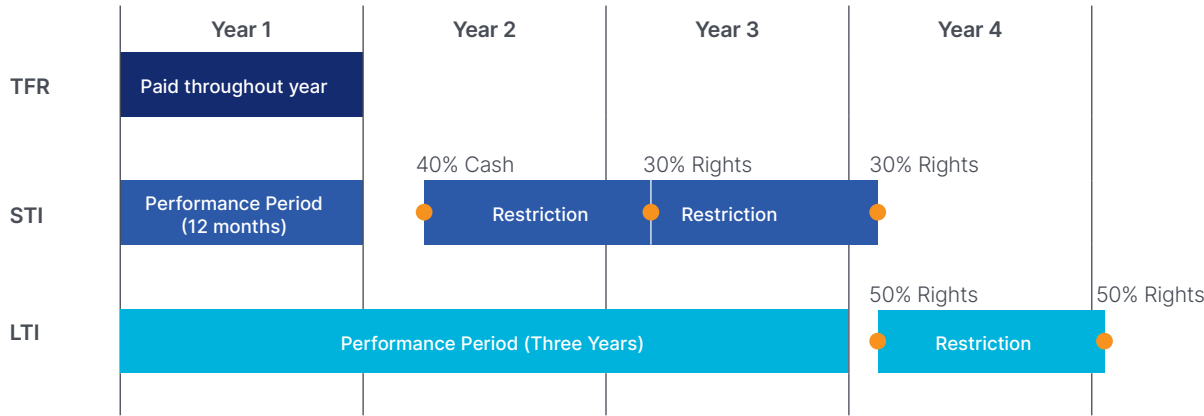 Year 1
Year 2
Year 3
Year 4
TFR
Paid throughout year
40% Cash
30% Rights
30% Rights
STI
Performance Period
(12 months)
Restriction
Restriction
50% Rights
50% Rights
LTI
Performance Period (Three Years)
Restriction